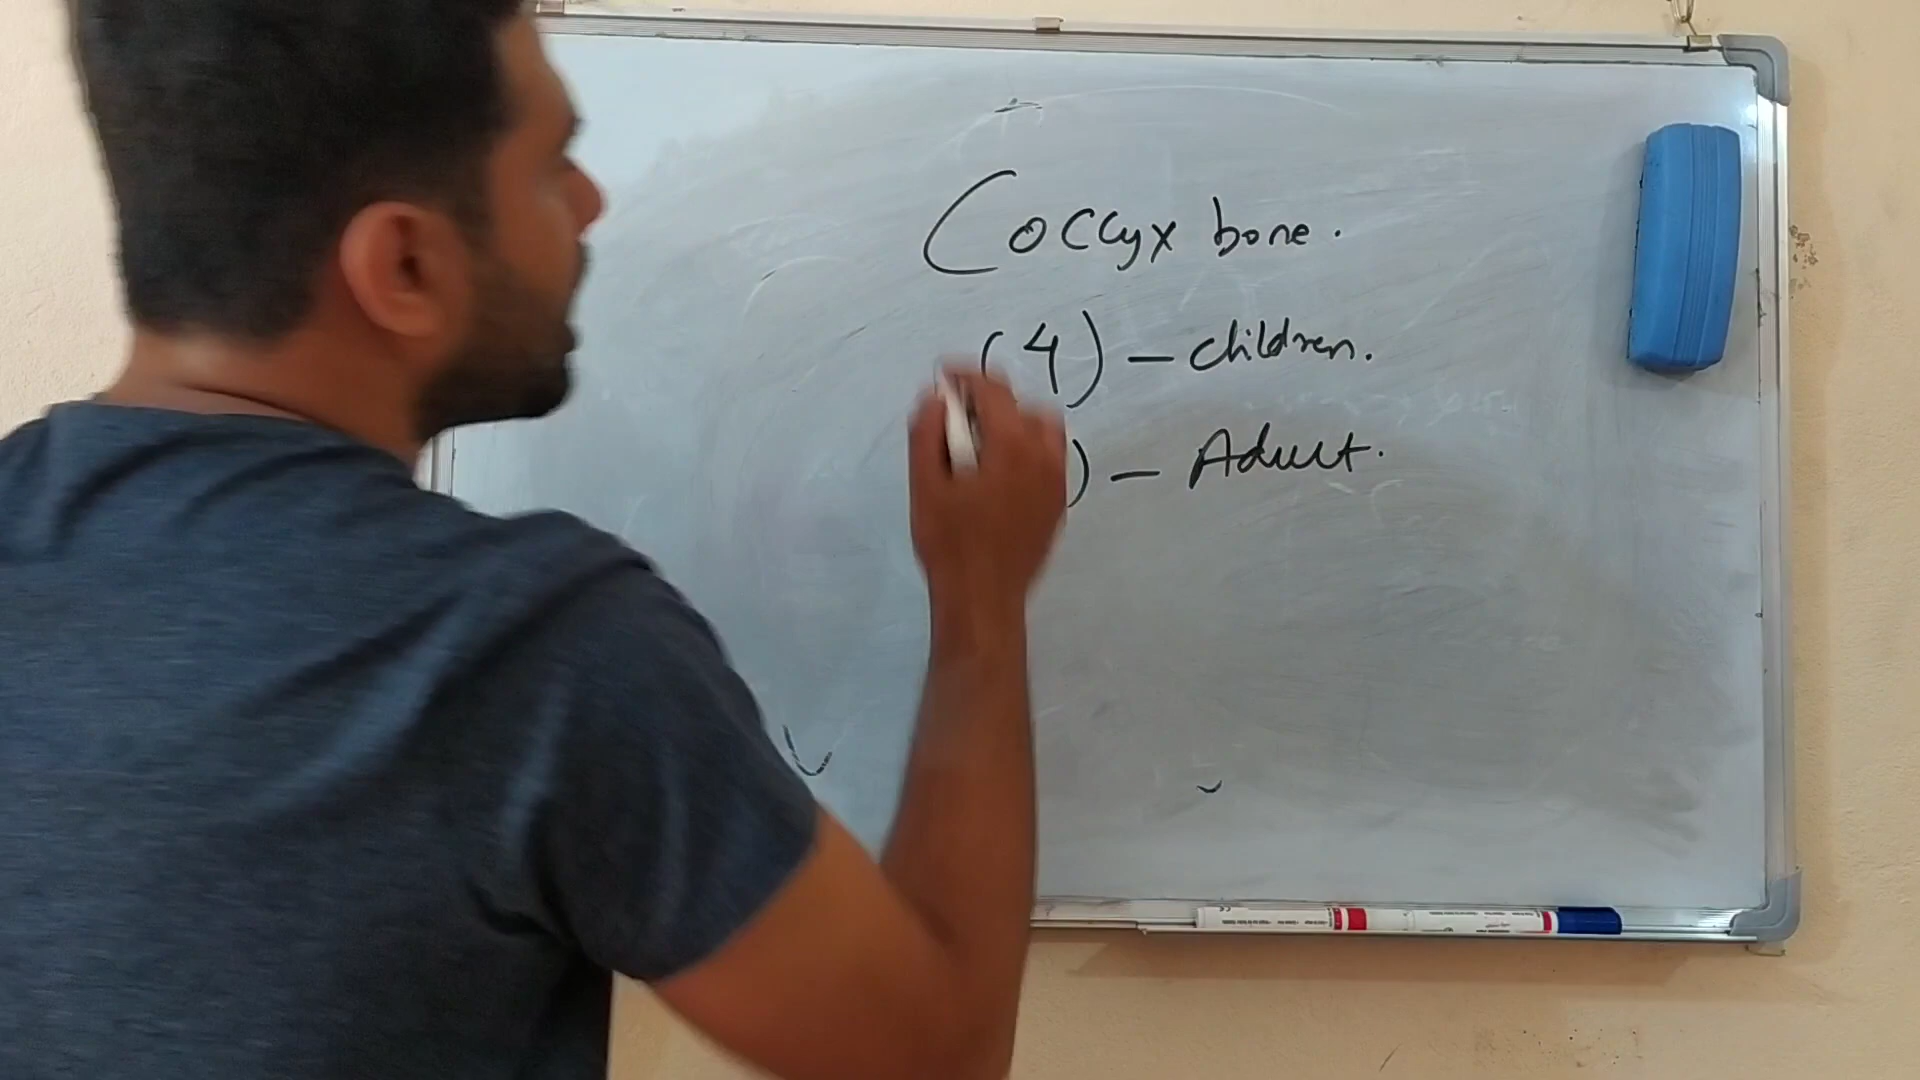 Coccyx bone.
(4) - children.
) - Adult.